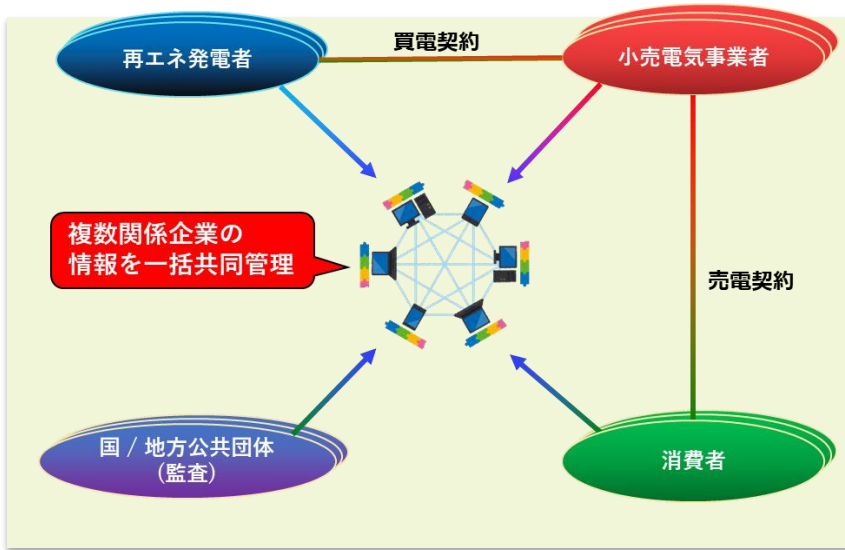 再エネ発電者
買電契約
小売電気事業者
複数関係企業の
情報を一括共同管理
売電契約
国 / 地方公共団体
(監査)
消費者